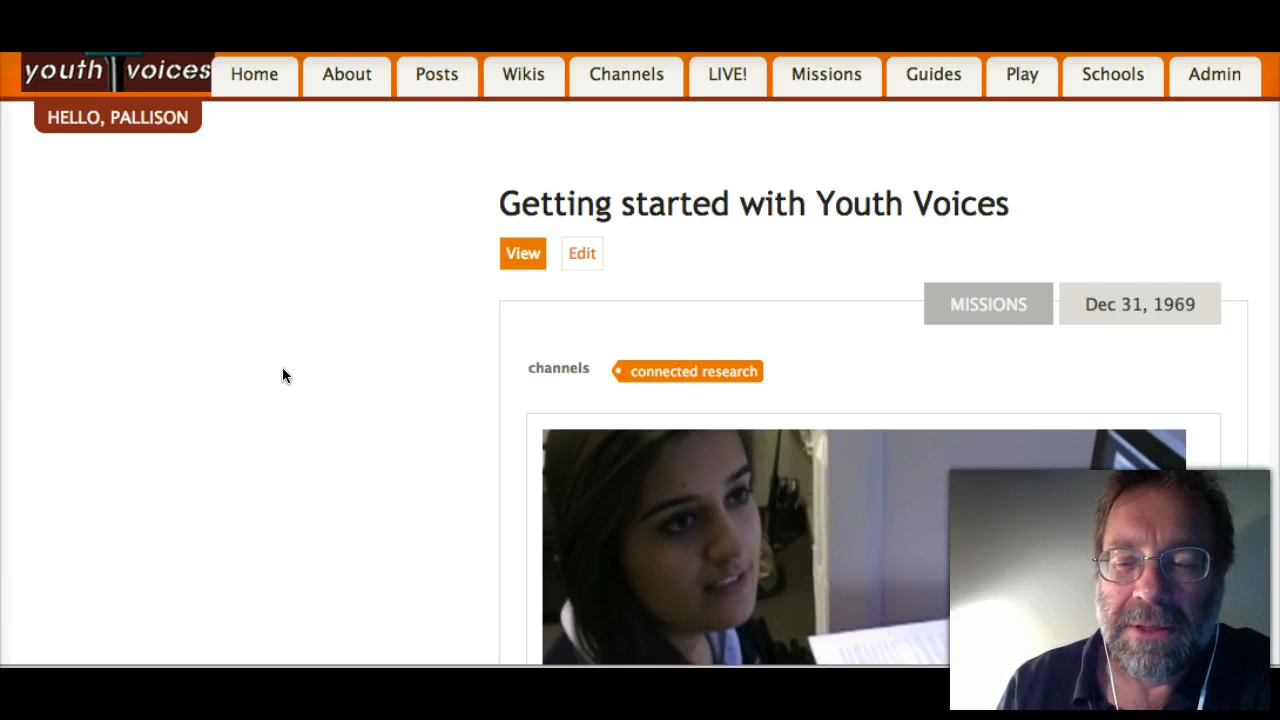 youth voices
Home About Posts Wikis Channels LIVE! Missions Guides Play Schools Admin
HELLO, PALLISON
Getting started with Youth Voices
View Edit
MISSIONS Dec 31, 1969
channels connected research